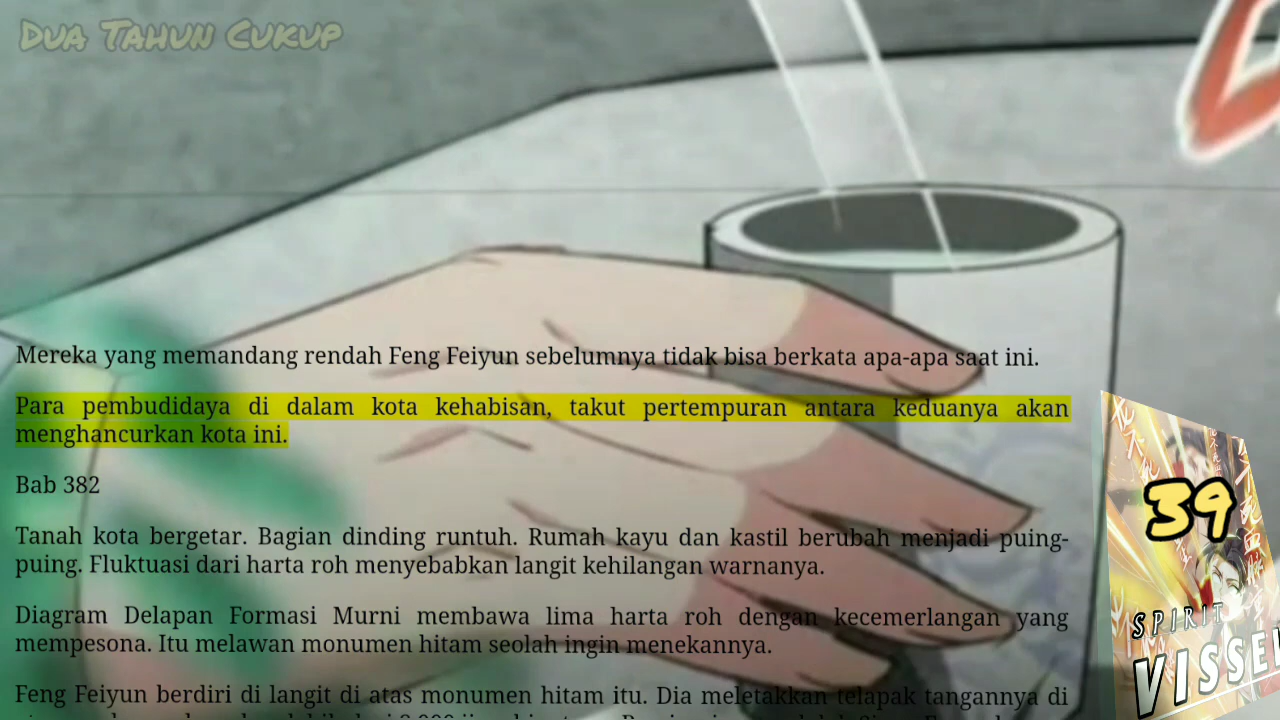 Dua Tahun Cukup
Mereka yang memandang rendah Feng Feiyun sebelumnya tidak bisa berkata apa-apa saat ini.
Para pembudidaya di dalam kota kehabisan, takut pertempuran antara keduanya akan
menghancurkan kota ini.
Bab 382
Tanah kota bergetar. Bagian dinding runtuh. Rumah kayu dan kastil berubah menjadi puing-
puing. Fluktuasi dari harta roh menyebabkan langit kehilangan warnanya.
Diagram Delapan Formasi Murni membawa lima harta roh dengan kecemerlangan yang
mempesona. Itu melawan monumen hitam seolah ingin menekannya.
Feng Feiyun berdiri di langit di atas monumen hitam itu. Dia meletakkan telapak tangannya di
39
SPIRIT
VISSEL